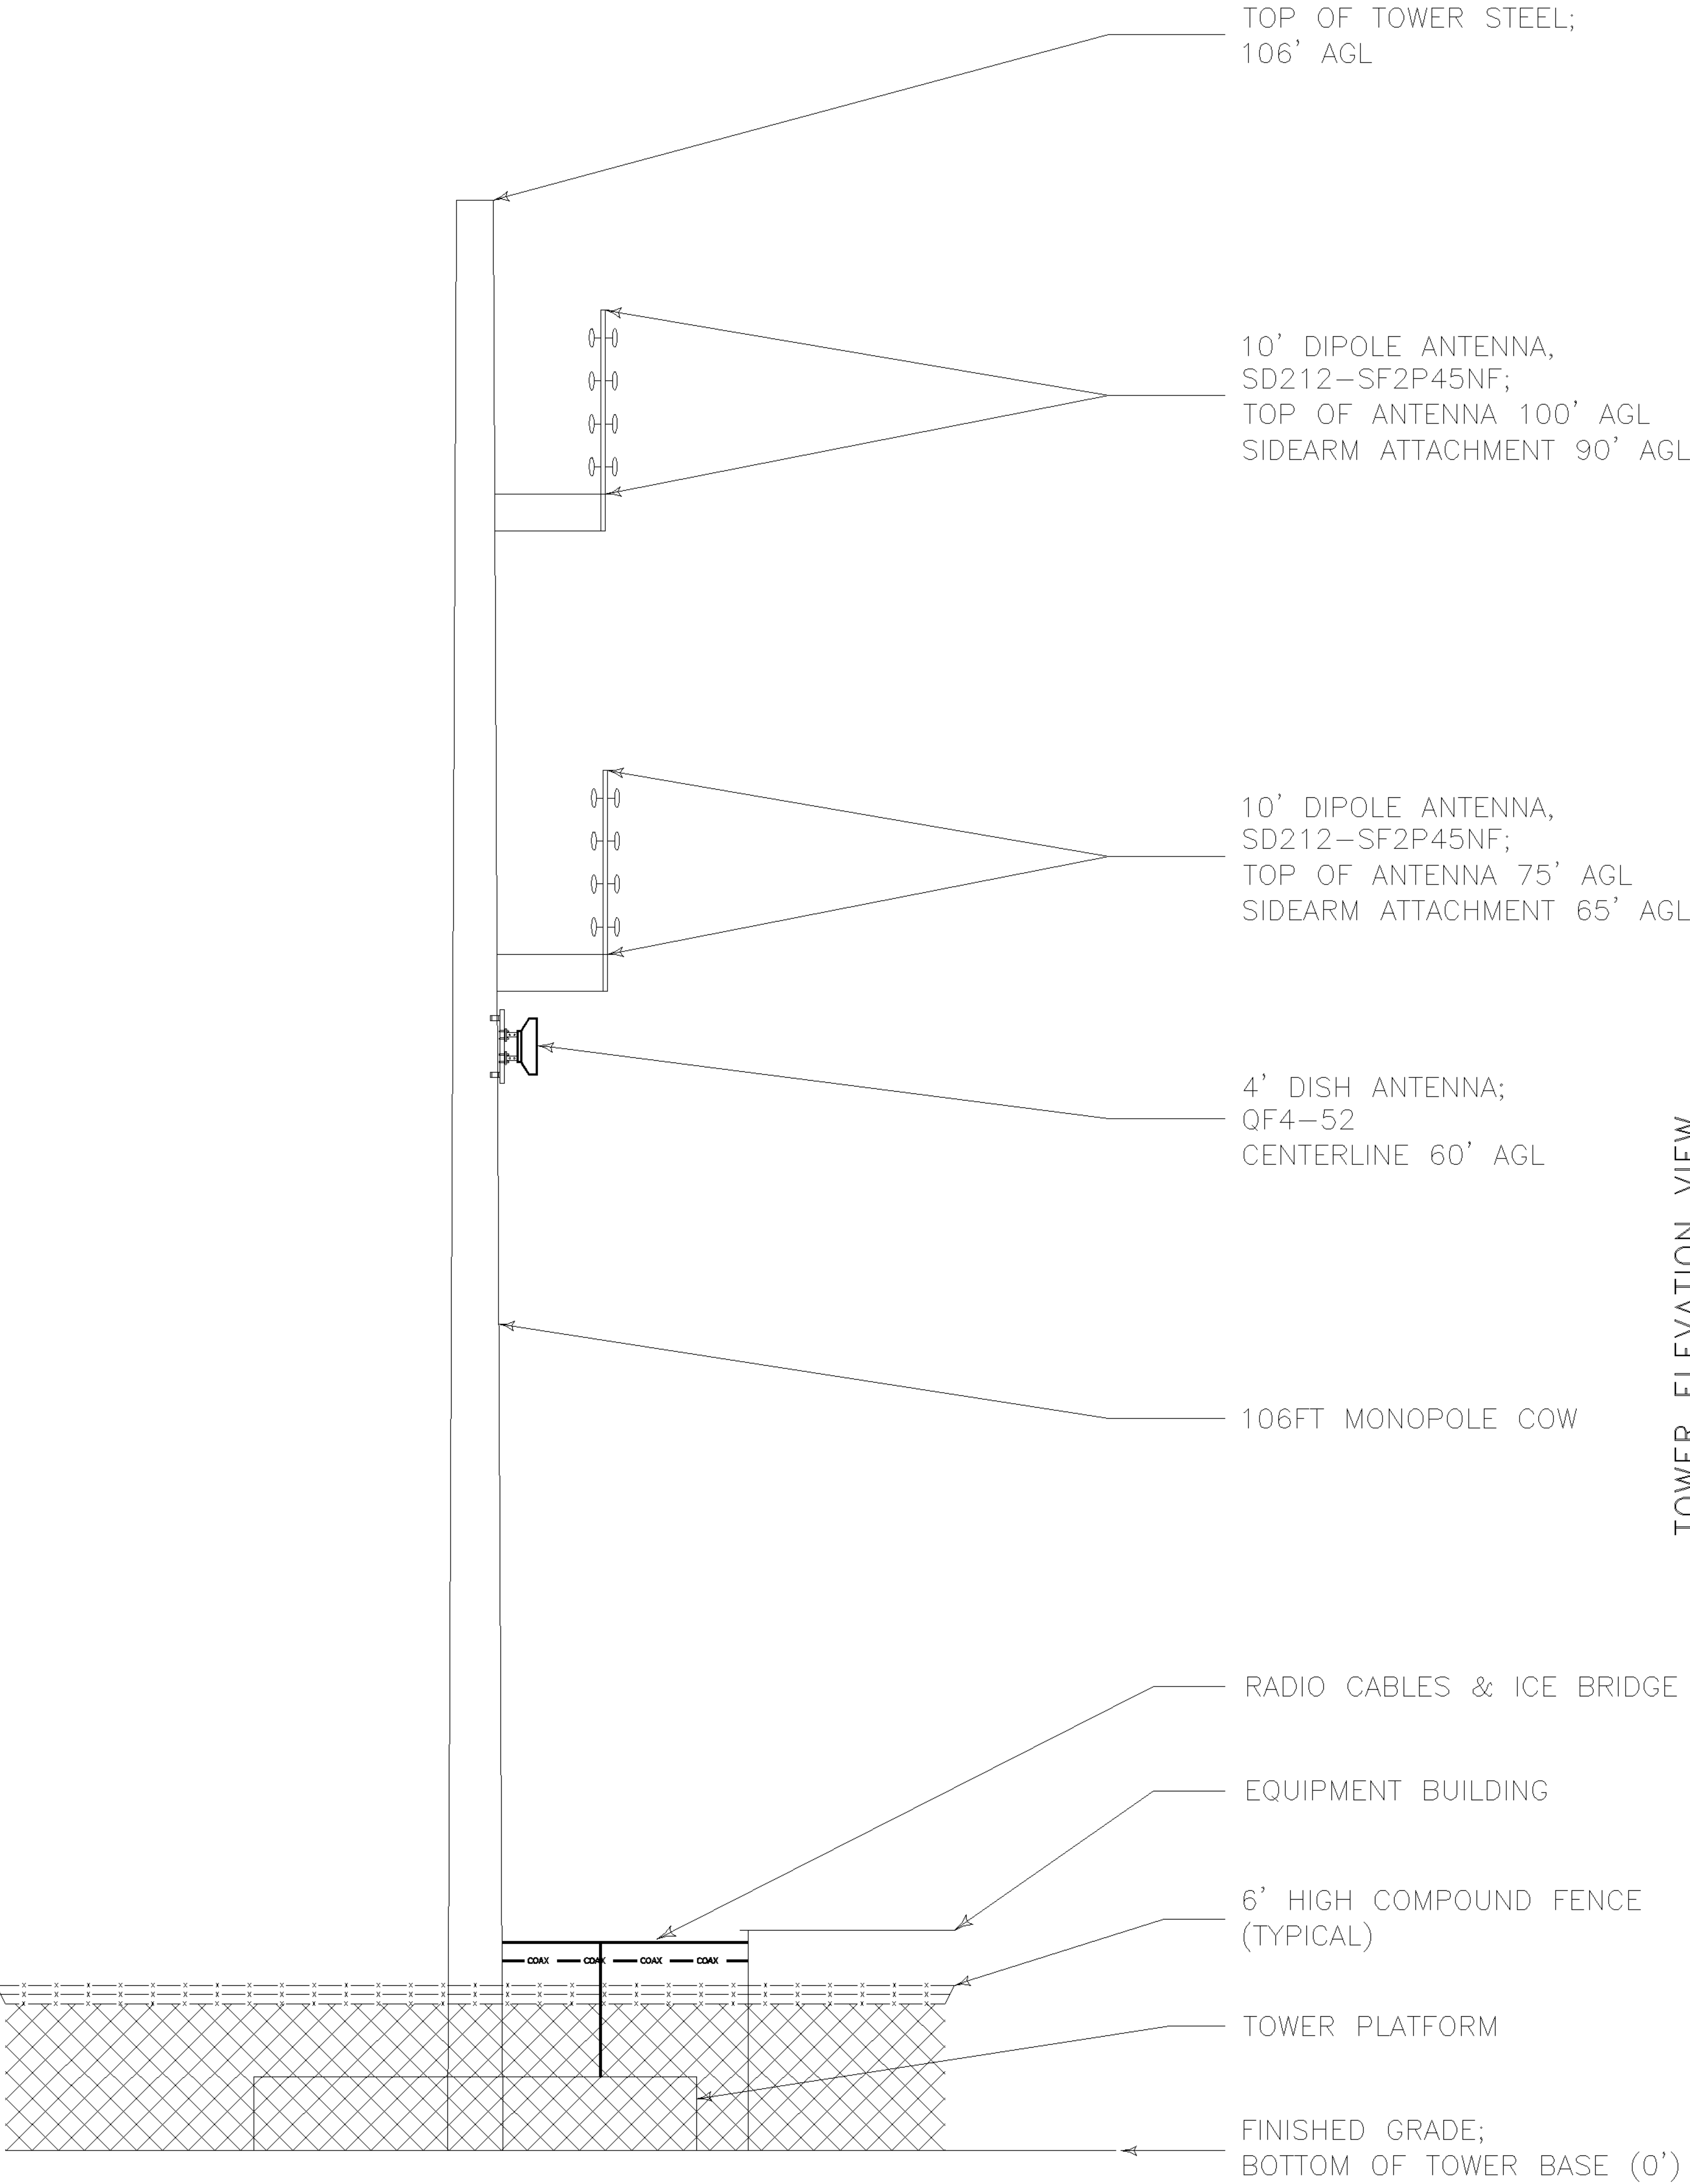 TOP OF TOWER STEEL;
106' AGL
10' DIPOLE ANTENNA,
SD212-SF2P45NF;
TOP OF ANTENNA 100' AGL
SIDEARM ATTACHMENT 90' AGL
10' DIPOLE ANTENNA,
SD212-SF2P45NF;
TOP OF ANTENNA 75' AGL
SIDEARM ATTACHMENT 65' AGL
4' DISH ANTENNA;
QF4-52
CENTERLINE 60' AGL
TOWER ELEVATION VIEW
106FT MONOPOLE COW
RADIO CABLES & ICE BRIDGE
EQUIPMENT BUILDING
6' HIGH COMPOUND FENCE
(TYPICAL)
COAX COAX COAX COAX
TOWER PLATFORM
FINISHED GRADE;
BOTTOM OF TOWER BASE (0')